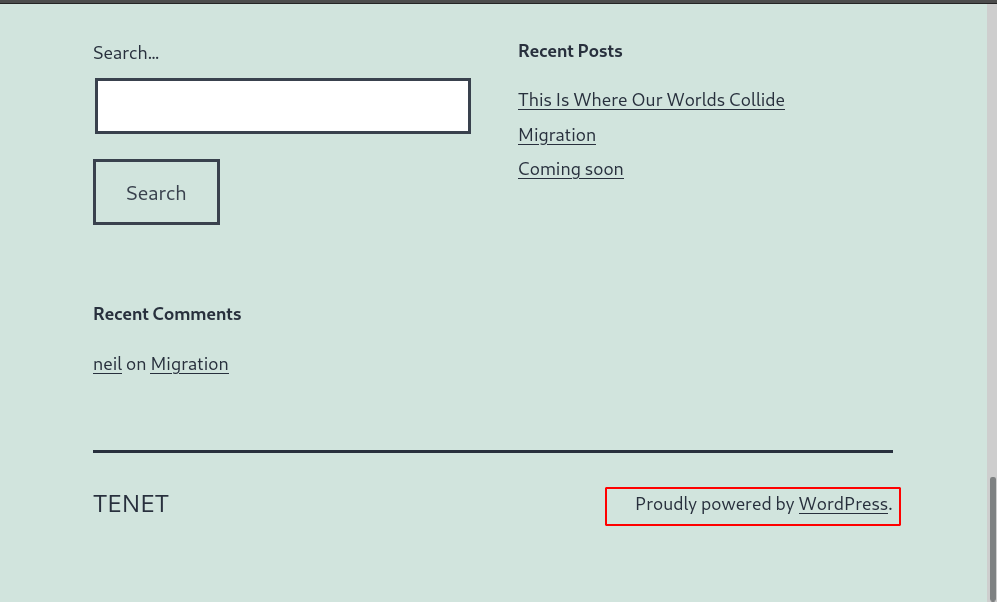 Search...
Search
Recent Posts
This Is Where Our Worlds Collide
Migration
Coming soon
Recent Comments
neil on Migration
TENET
Proudly powered by WordPress.